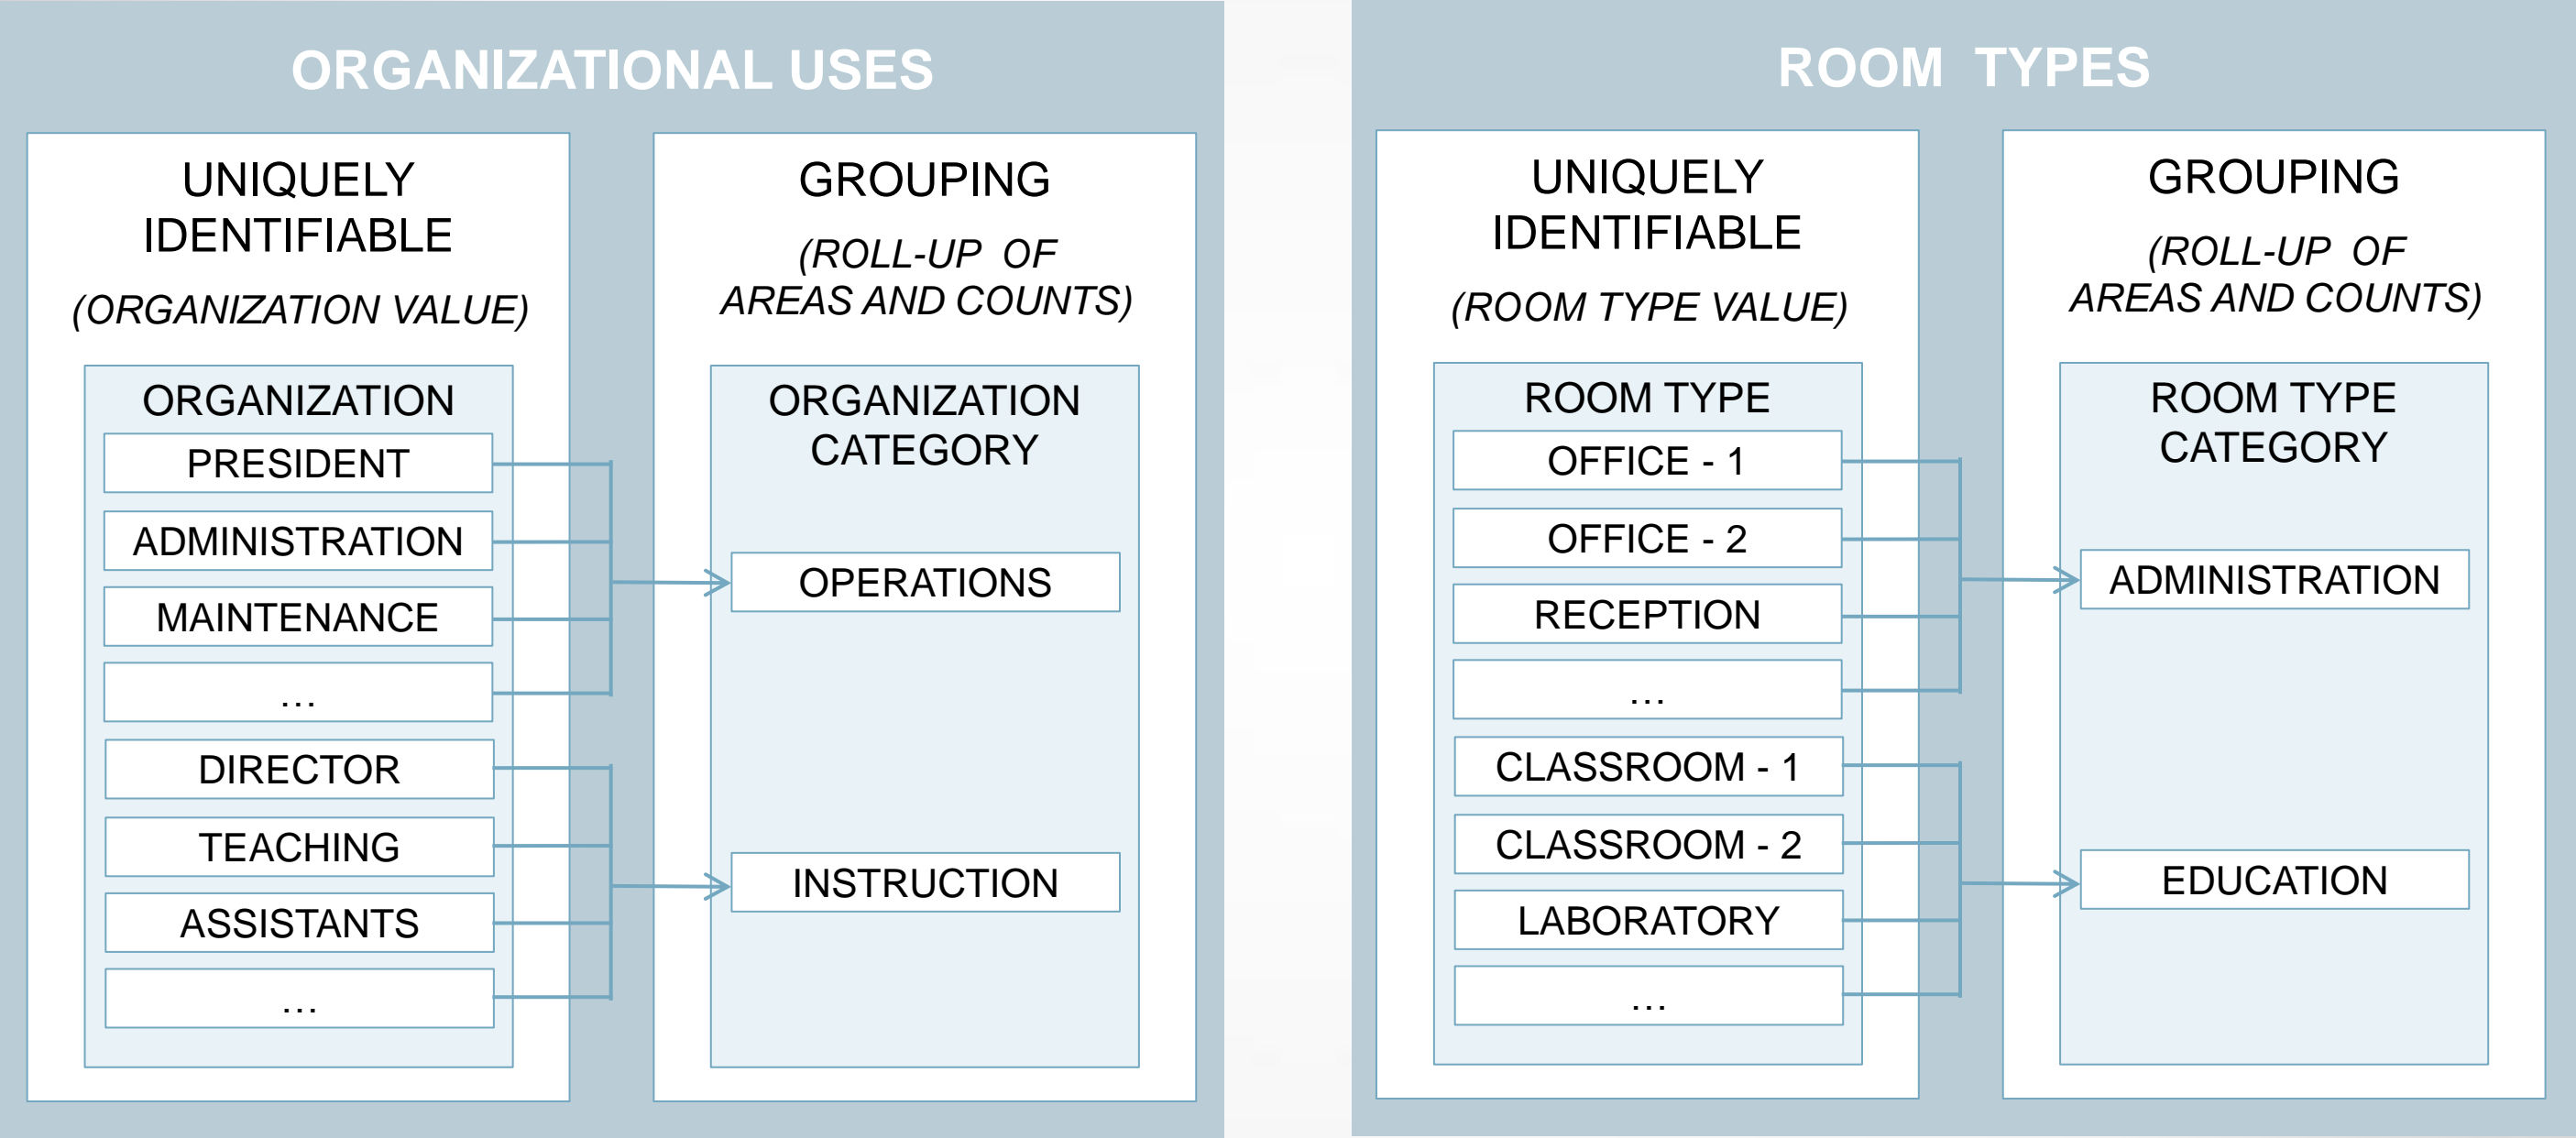 ORGANIZATIONAL USES
UNIQUELY
IDENTIFIABLE
(ORGANIZATION VALUE)
ORGANIZATION
PRESIDENT
ADMINISTRATION
MAINTENANCE
...
DIRECTOR
TEACHING
ASSISTANTS
...
GROUPING
(ROLL-UP OF
AREAS AND COUNTS)
ORGANIZATION
CATEGORY
OPERATIONS
INSTRUCTION
ROOM TYPES
UNIQUELY
IDENTIFIABLE
(ROOM TYPE VALUE)
ROOM TYPE
OFFICE - 1
OFFICE - 2
RECEPTION
...
CLASSROOM - 1
CLASSROOM - 2
LABORATORY
...
GROUPING
(ROLL-UP OF
AREAS AND COUNTS)
ROOM TYPE
CATEGORY
ADMINISTRATION
EDUCATION